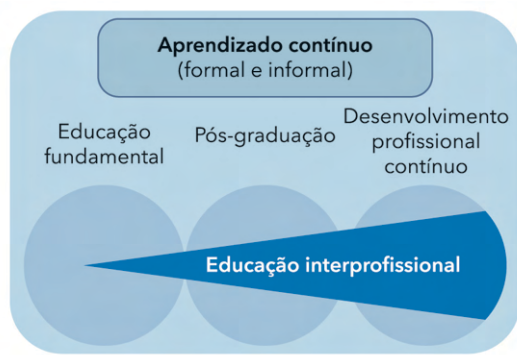 Aprendizado contínuo
(formal e informal)
Educação
fundamental
Pós-graduação
Desenvolvimento
profissional
contínuo
Educação interprofissional